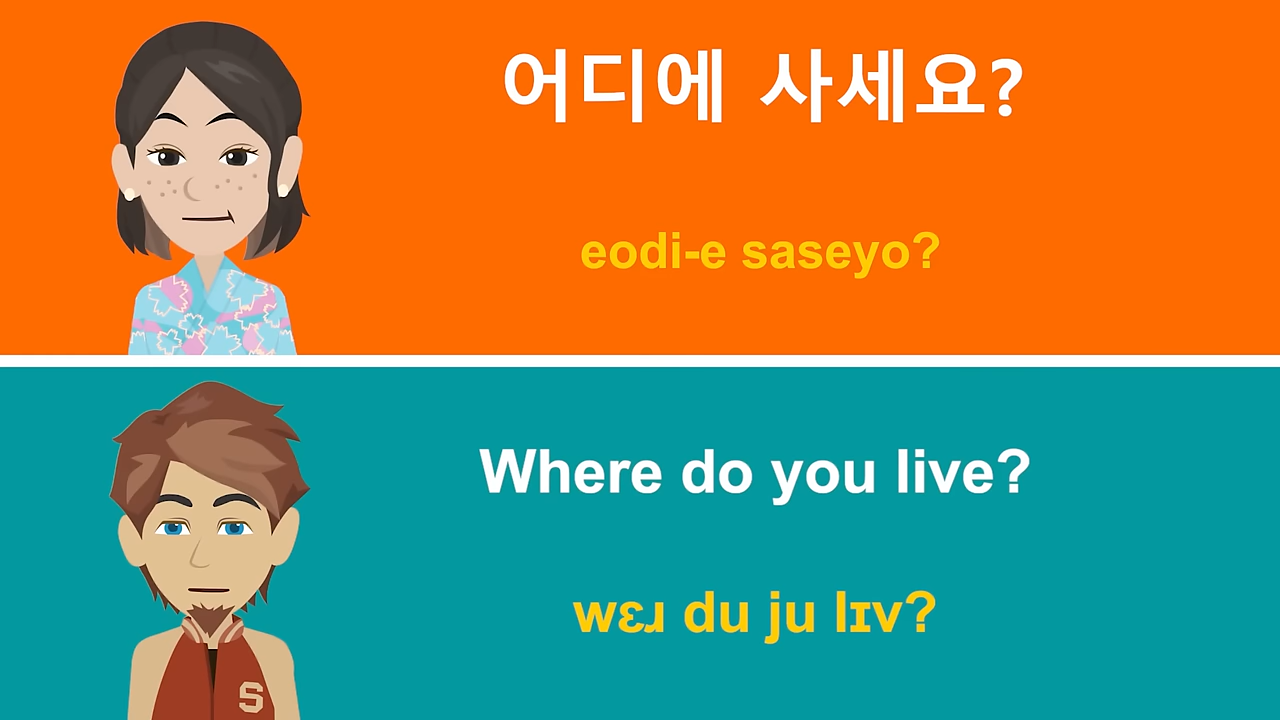 어디에 사세요?
eodi-e saseyo?
Where do you live?
wɛɹ du ju lɪv?
S